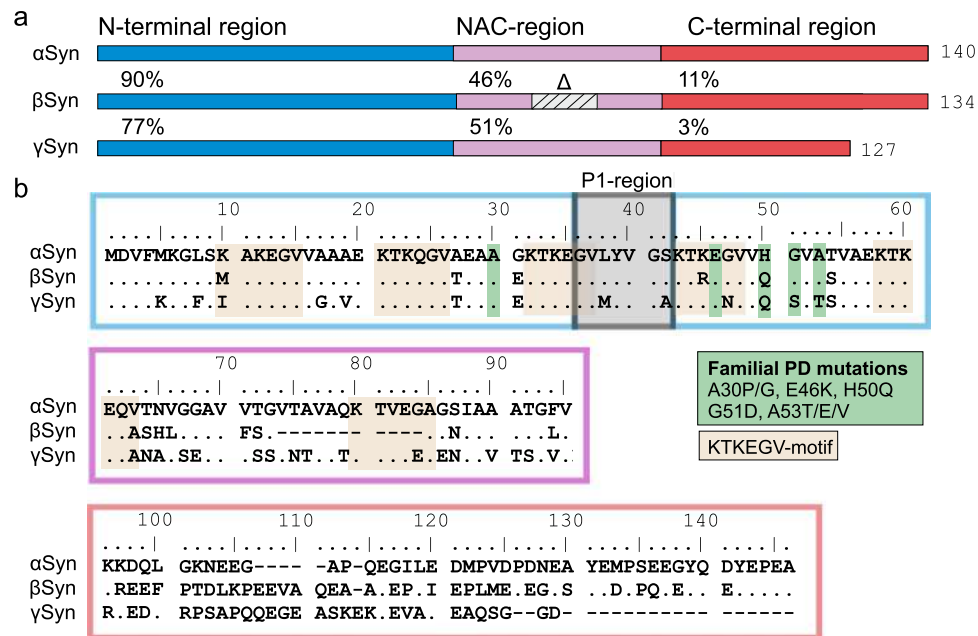 a
N-terminal region NAC-region C-terminal region
αSyn 140
90% 46% Δ 11%
βSyn 134
77% 51% 3%
γSyn 127
b
P1-region
10 20 30 40 50 60
αSyn MDVFMKGLSK AKEGVVAAAE KTKQGVAEAA GKTKEGVLYV GSKTKEGVVH GVATVAEKTK
βSyn .........M .......... ......T... .E........ ....R....Q ....S.....
γSyn ....K..F.I ......G.V. ......T... .E.....M.. ..A...N..Q S.TS......
70 80 90
αSyn EQVTNVGGAV VTGVTAVAQK TVEGAGSIAA ATGFV
βSyn ..ASHL.... FS.------- ----..N... ...L.
γSyn ..ANA.SE.. .SS.NT..T. ....E.EN..V TS.V.
Familial PD mutations
A30P/G, E46K, H50Q
G51D, A53T/E/V
KTKEGV-motif
100 110 120 130 140
αSyn KKDQL GKNEEG---- -AP-QEGILE DMPVDPDNEA YEMPSEEGYQ DYEPEA
βSyn .REEF PTDLKPEEVA QEA-A.EP.I EPLME.EG.S ..D.PQ.E.. E.....
γSyn R.ED. RPSAPQQEGE ASKEK.EVA. EAQSG--GD- ---------- ------